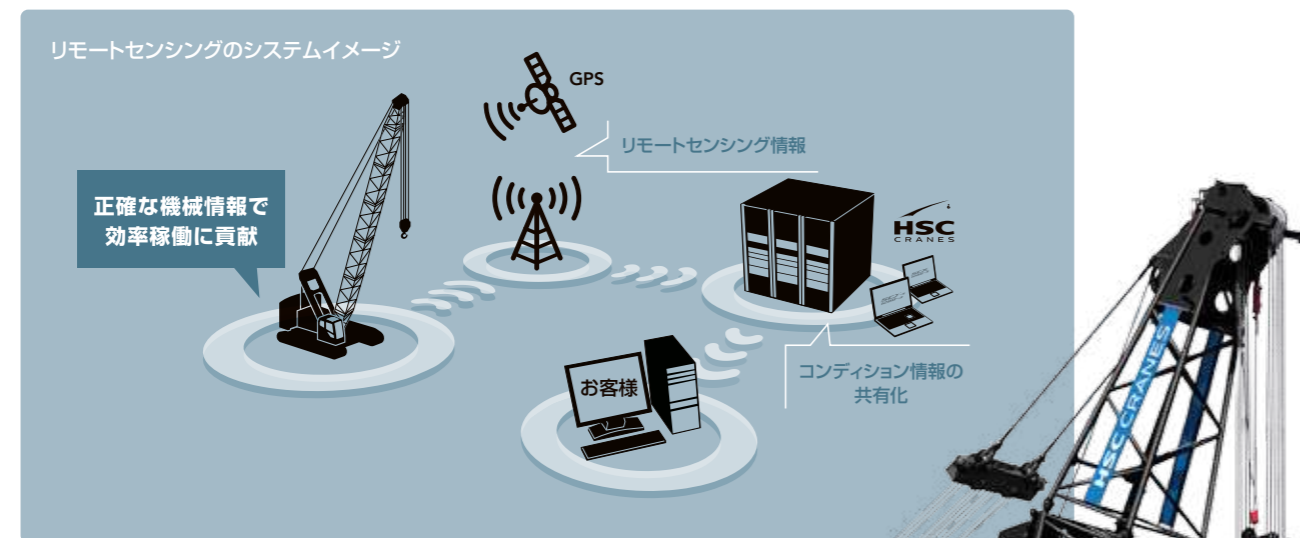 リモートセンシングのシステムイメージ
GPS
リモートセンシング情報
正確な機械情報で
効率稼働に貢献
HSC
CRANES
コンディション情報の
共有化
お客様
HSC CRANES